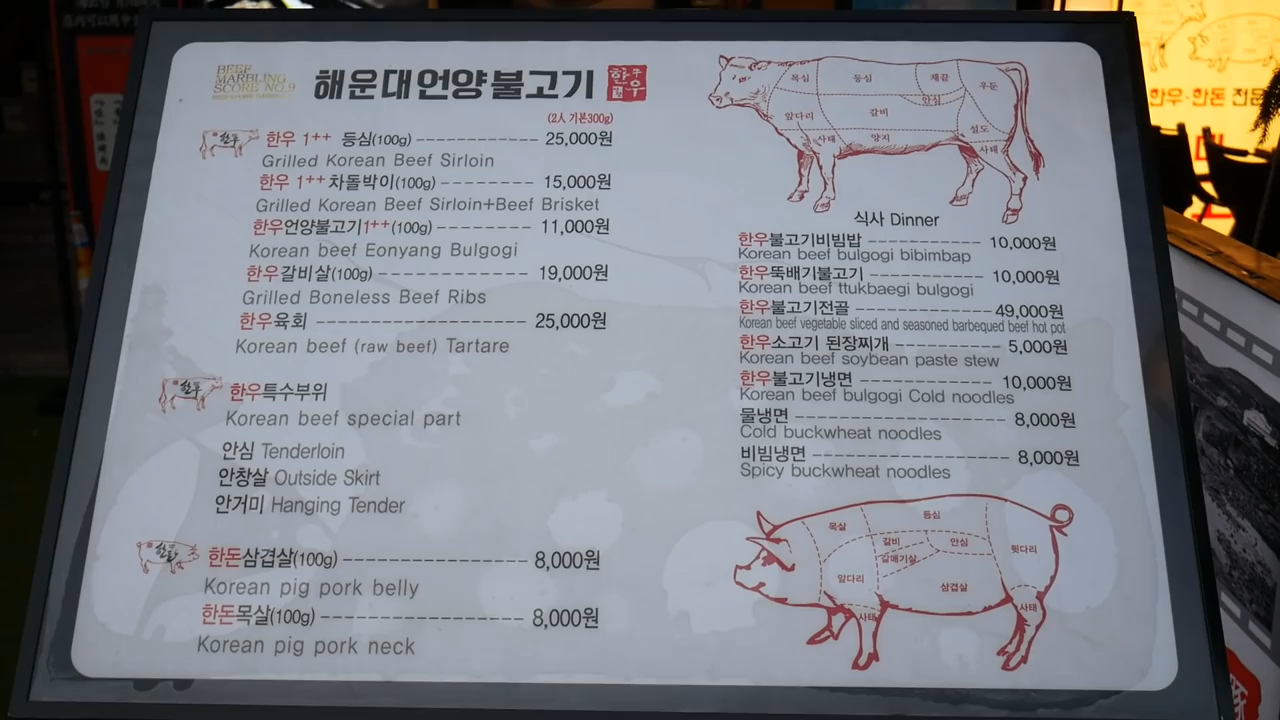 BEEF
MARBLING
SCORE NO.9
해운대언양불고기
한우
(2人 기본300g)
한우 1++ 등심(100g) 25,000원
Grilled Korean Beef Sirloin
한우 1++차돌박이(100g) 15,000원
Grilled Korean Beef Sirloin+Beef Brisket
한우언양불고기1++(100g) 11,000원
Korean beef Eonyang Bulgogi
한우갈비살(100g) 19,000원
Grilled Boneless Beef Ribs
한우육회 25,000원
Korean beef (raw beef) Tartare
한우특수부위
Korean beef special part
안심 Tenderloin
안창살 Outside Skirt
안거미 Hanging Tender
한돈삼겹살(100g) 8,000원
Korean pig pork belly
한돈목살(100g) 8,000원
Korean pig pork neck
목심 등심 채끝 우둔
앞다리 갈비 안심 설도
사태 양지 사태
식사 Dinner
한우불고기비빔밥 10,000원
Korean beef bulgogi bibimbap
한우뚝배기불고기 10,000원
Korean beef ttukbaegi bulgogi
한우불고기전골 49,000원
Korean beef vegetable sliced and seasoned barbequed beef hot pot
한우소고기 된장찌개 5,000원
Korean beef soybean paste stew
한우불고기냉면 10,000원
Korean beef bulgogi Cold noodles
물냉면 8,000원
Cold buckwheat noodles
비빔냉면 8,000원
Spicy buckwheat noodles
목살 등심
갈비 안심 뒷다리
갈매기살
앞다리 삼겹살
사태 사태
한우·한돈 전문